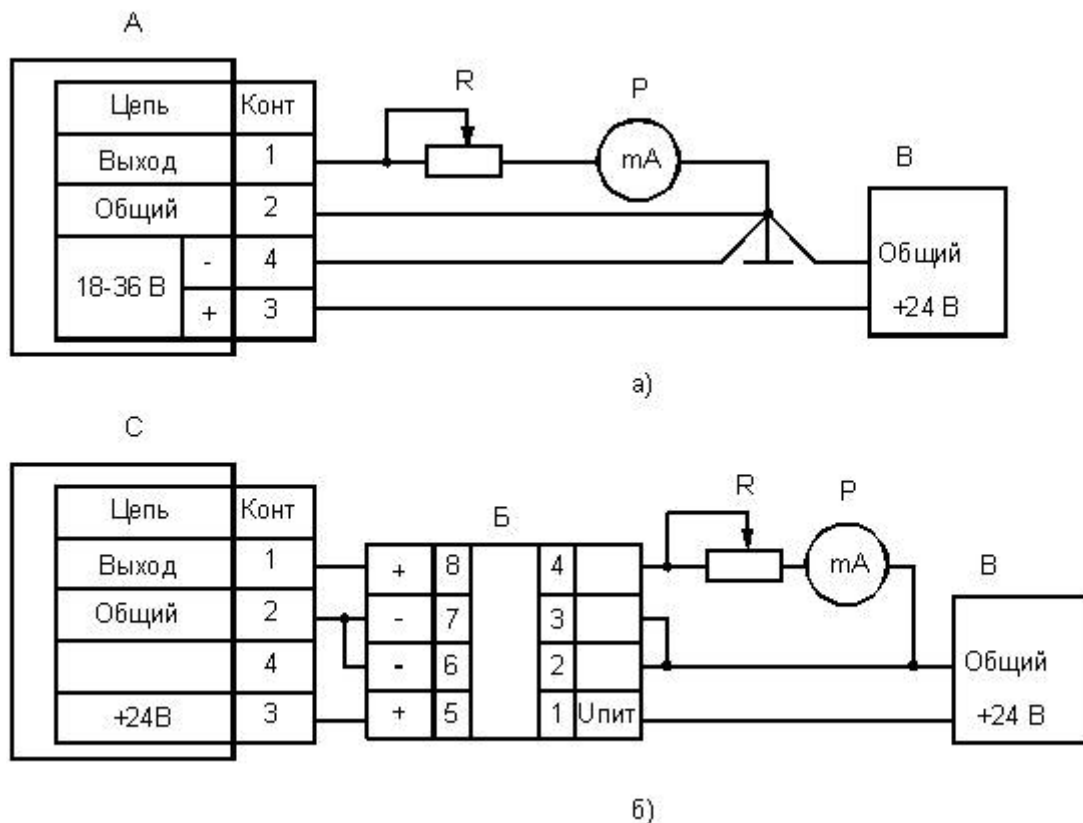 А
R
P
Цепь Конт
mA
Выход 1
В
Общий 2
- 4
Общий
18-36 В
+ 3
+24 В
а)
С
R P
Цепь Конт
Б
Выход 1 + 8 4
mA
В
Общий 2 - 7 3
4 - 6 2
Общий
+24В 3 + 5 1 Uпит
+24 В
б)